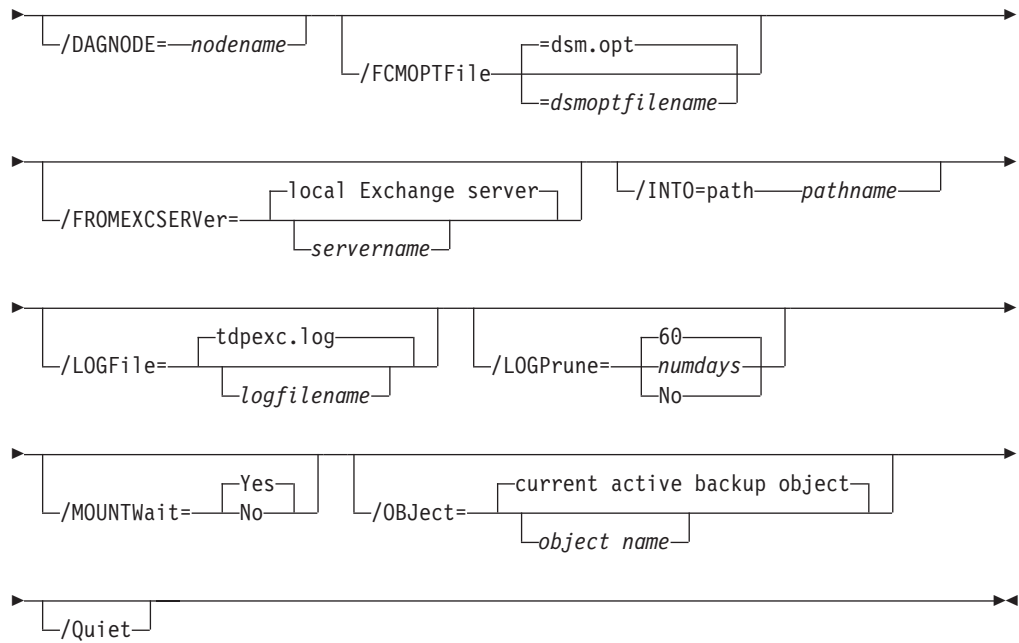 /DAGNODE= nodename
=dsm.opt
/FCMOPTFile
=dsmoptfilename
local Exchange server
/FROMEXCSERVer=
servername
/INTO=path pathname
tdpexc.log
/LOGFile=
logfilename
60
/LOGPrune= numdays
No
Yes
/MOUNTWait= No
current active backup object
/OBJect=
object name
/Quiet